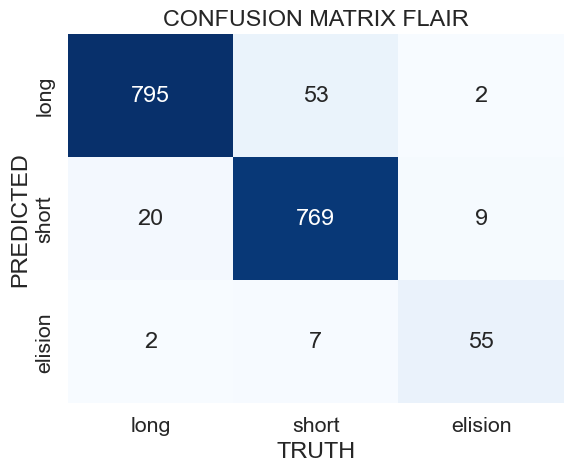 CONFUSION MATRIX FLAIR
PREDICTED
long
795 53 2
short
20 769 9
elision
2 7 55
long short elision
TRUTH